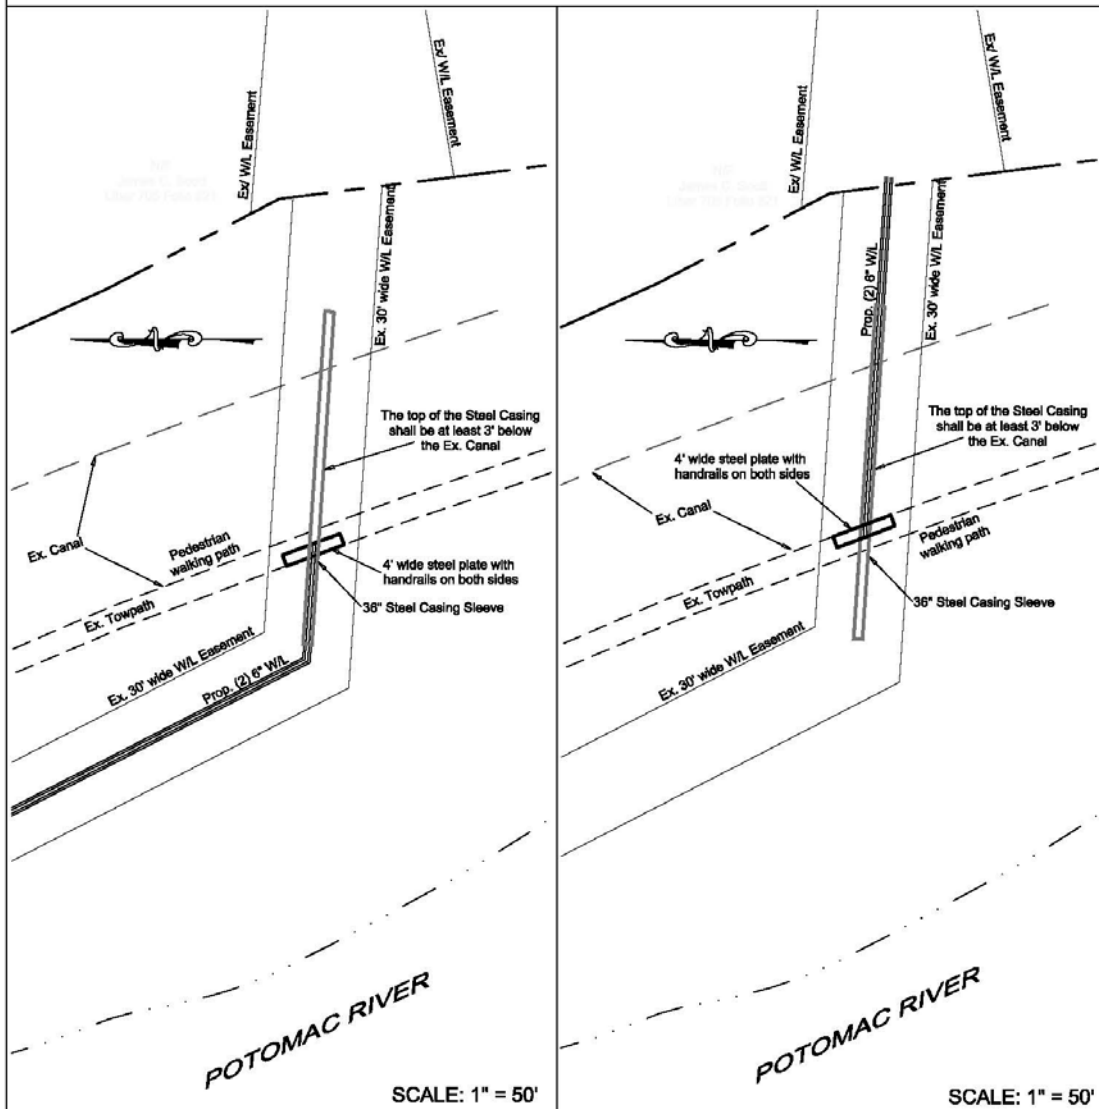 Ex/ W/L Easement
Ex/ W/L Easement
Ex. 30' wide W/L Easement
The top of the Steel Casing
shall be at least 3' below
the Ex. Canal
Ex. Canal
Pedestrian
walking path
4' wide steel plate with
handrails on both sides
Ex. Towpath
36" Steel Casing Sleeve
Ex. 30' wide W/L Easement
Prop. (2) 6" W/L
POTOMAC RIVER
SCALE: 1" = 50'
Ex/ W/L Easement
Ex/ W/L Easement
Prop. (2) 6" W/L
Ex. 30' wide W/L Easement
The top of the Steel Casing
shall be at least 3' below
the Ex. Canal
4' wide steel plate with
handrails on both sides
Ex. Canal
Pedestrian
walking path
Ex. Towpath
36" Steel Casing Sleeve
Ex. 30' wide W/L Easement
POTOMAC RIVER
SCALE: 1" = 50'